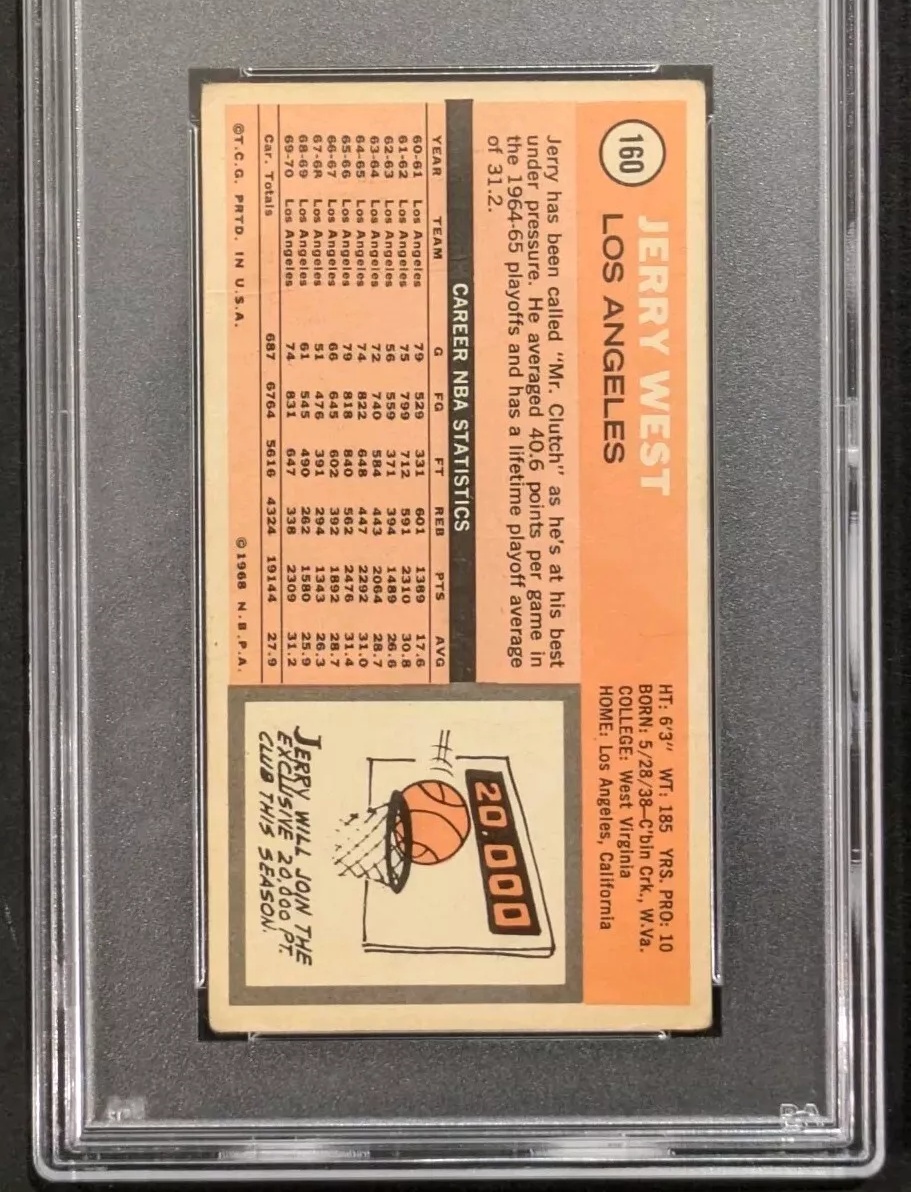 160
JERRY WEST
LOS ANGELES
HT: 6'3" WT: 185 YRS. PRO: 10
BORN: 5/28/38—C'bin Crk., W.Va.
COLLEGE: West Virginia
HOME: Los Angeles, California
Jerry has been called "Mr. Clutch" as he's at his best
under pressure. He averaged 40.6 points per game in
the 1964-65 playoffs and has a lifetime playoff average
of 31.2.
CAREER NBA STATISTICS
YEAR TEAM G FG FT REB PTS AVG
60-61 Los Angeles 79 529 331 601 1389 17.6
61-62 Los Angeles 75 799 712 591 2310 30.8
62-63 Los Angeles 56 559 371 394 1489 26.6
63-64 Los Angeles 72 740 584 443 2064 28.7
64-65 Los Angeles 74 822 648 447 2292 31.0
65-66 Los Angeles 79 818 840 562 2476 31.4
66-67 Los Angeles 66 645 602 392 1892 28.7
67-68 Los Angeles 51 476 391 294 1343 26.3
68-69 Los Angeles 61 545 490 262 1580 25.9
69-70 Los Angeles 74 831 647 338 2309 31.2
Car. Totals 687 6764 5616 4324 19144 27.9
©T.C.G. PRTD. IN U.S.A. ©1968 N.B.P.A.
20,000
JERRY WILL JOIN THE
EXCLUSIVE 20,000 PT.
CLUB THIS SEASON.